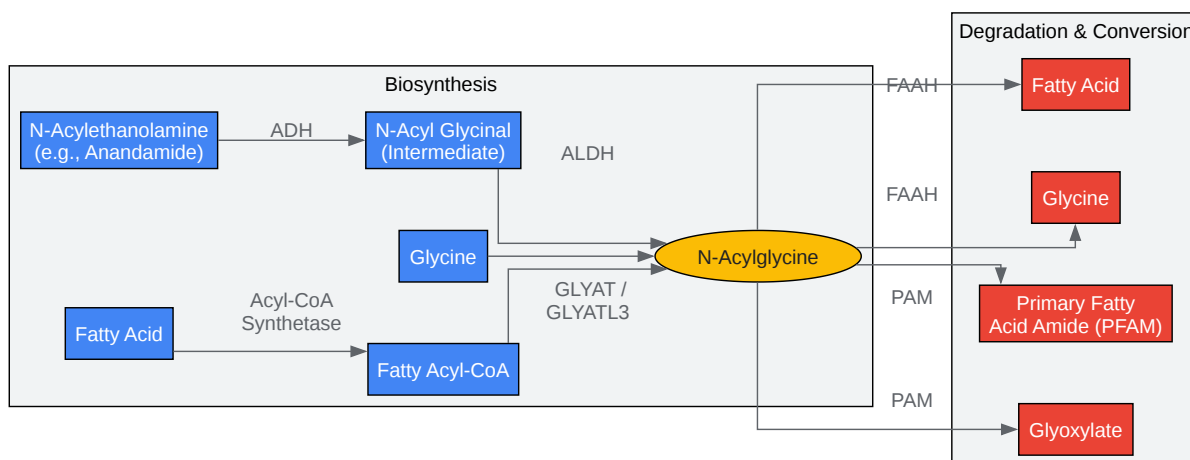 Degradation & Conversion
Biosynthesis
FAAH
Fatty Acid
N-Acylethanolamine
(e.g., Anandamide)
ADH
N-Acyl Glycinal
(Intermediate)
ALDH
FAAH
Glycine
Glycine
N-Acylglycine
Acyl-CoA
Synthetase
GLYAT /
GLYATL3
PAM
Primary Fatty
Acid Amide (PFAM)
Fatty Acid
Fatty Acyl-CoA
PAM
Glyoxylate